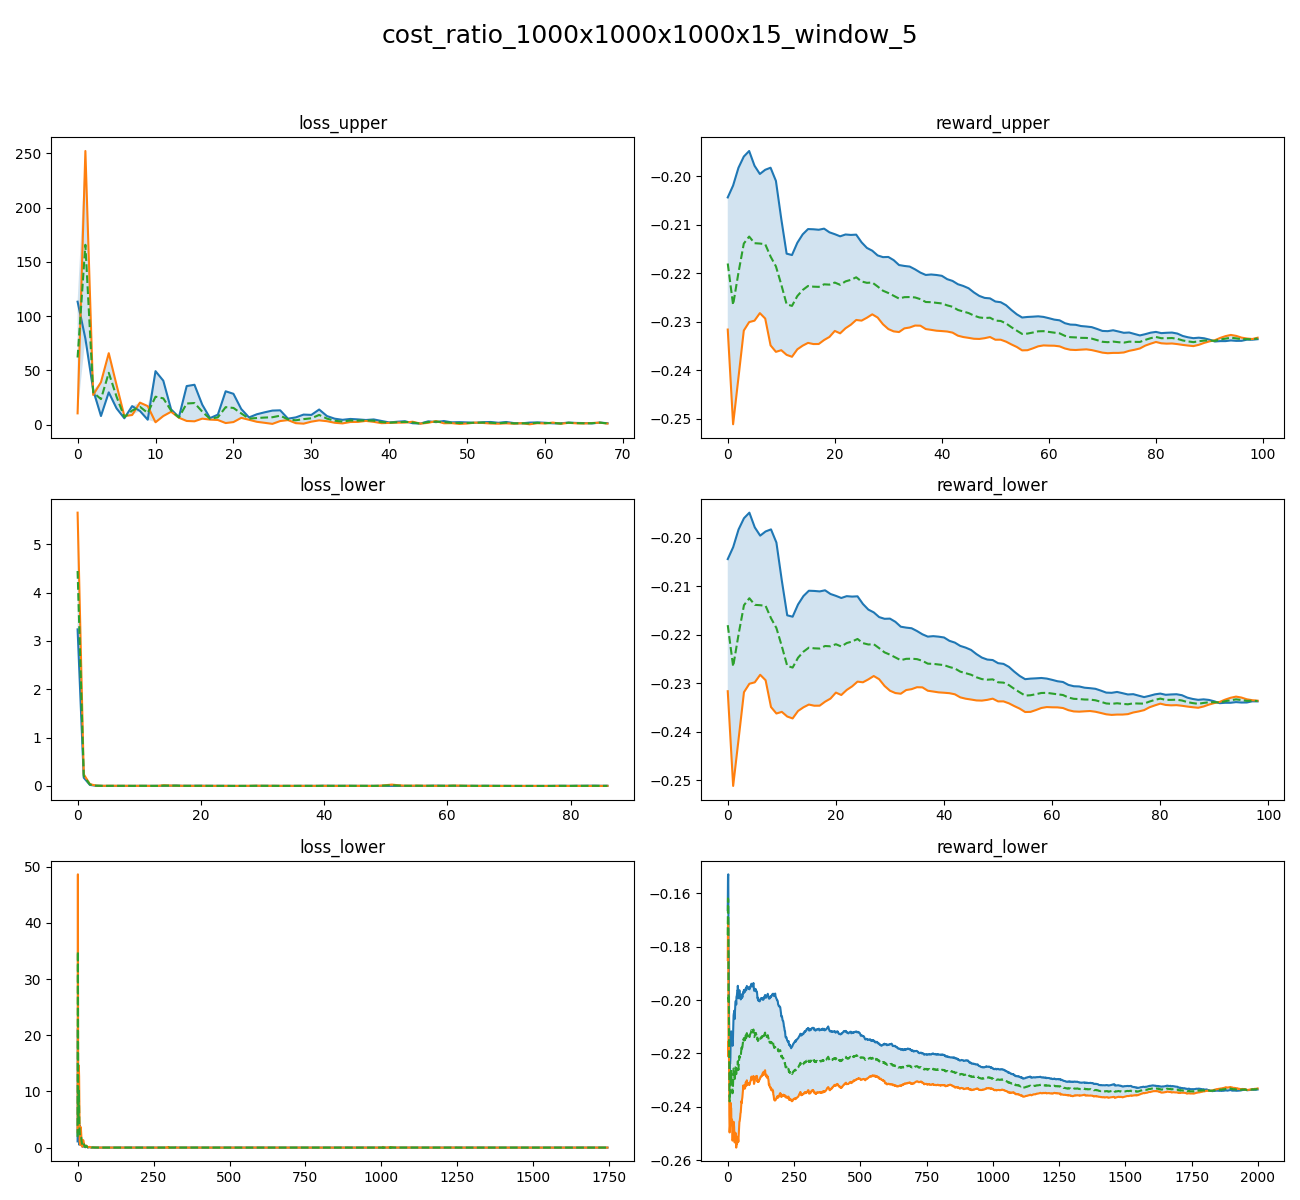 cost_ratio_1000x1000x1000x15_window_5
loss_upper
reward_upper
250
200
150
100
50
0
0 10 20 30 40 50 60 70
−0.20
−0.21
−0.22
−0.23
−0.24
−0.25
0 20 40 60 80 100
loss_lower
reward_lower
5
4
3
2
1
0
0 20 40 60 80
−0.20
−0.21
−0.22
−0.23
−0.24
−0.25
0 20 40 60 80 100
loss_lower
reward_lower
50
40
30
20
10
0
0 250 500 750 1000 1250 1500 1750
−0.16
−0.18
−0.20
−0.22
−0.24
−0.26
0 250 500 750 1000 1250 1500 1750 2000